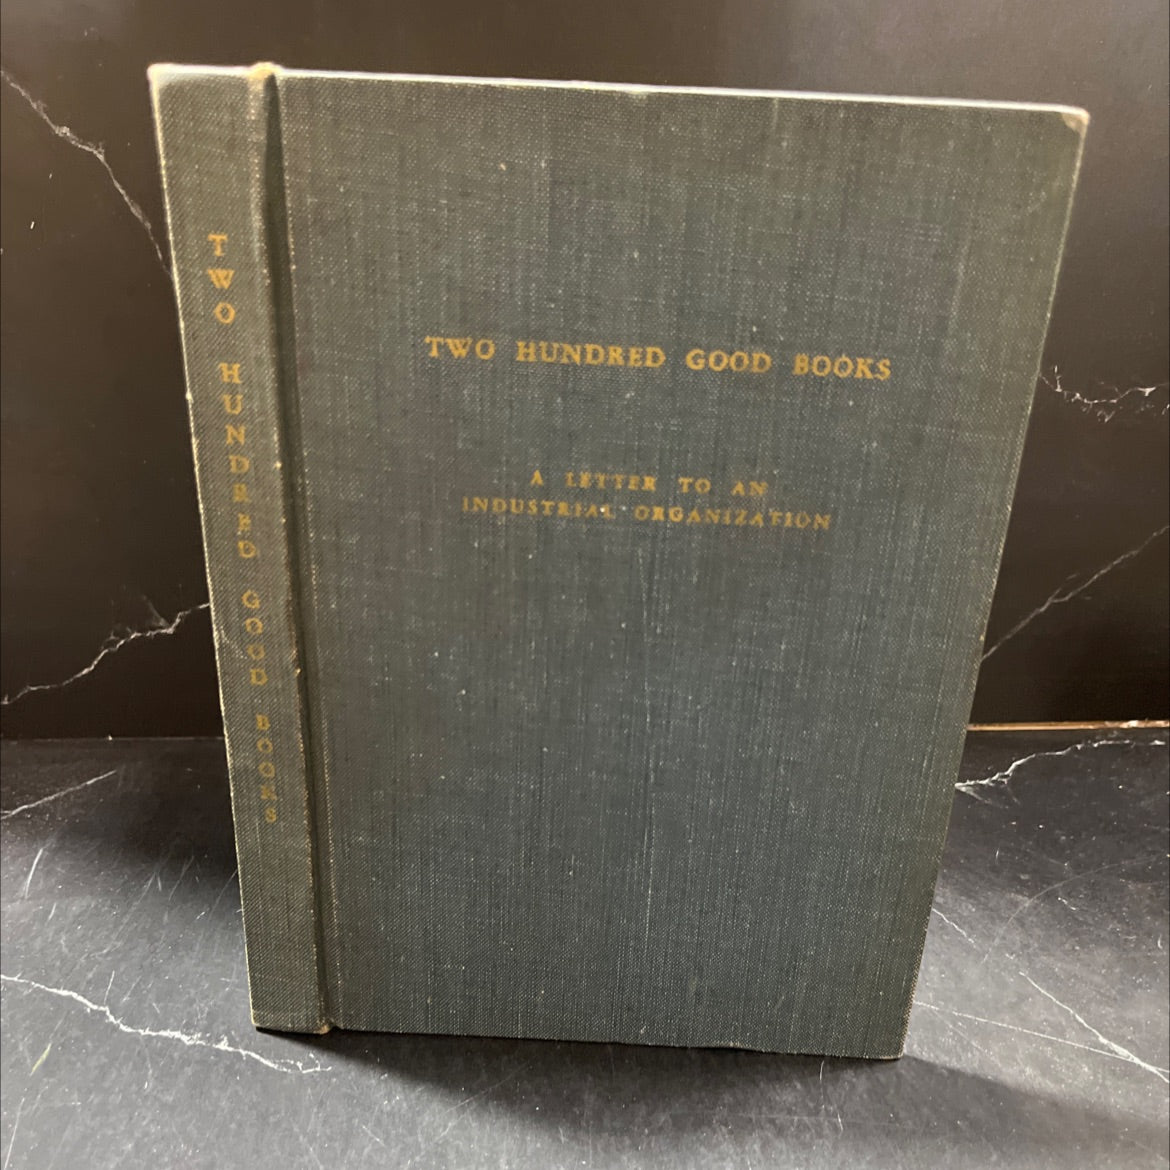 TWO HUNDRED GOOD BOOKS
TWO HUNDRED GOOD BOOKS
A LETTER TO AN
INDUSTRIAL ORGANIZATION